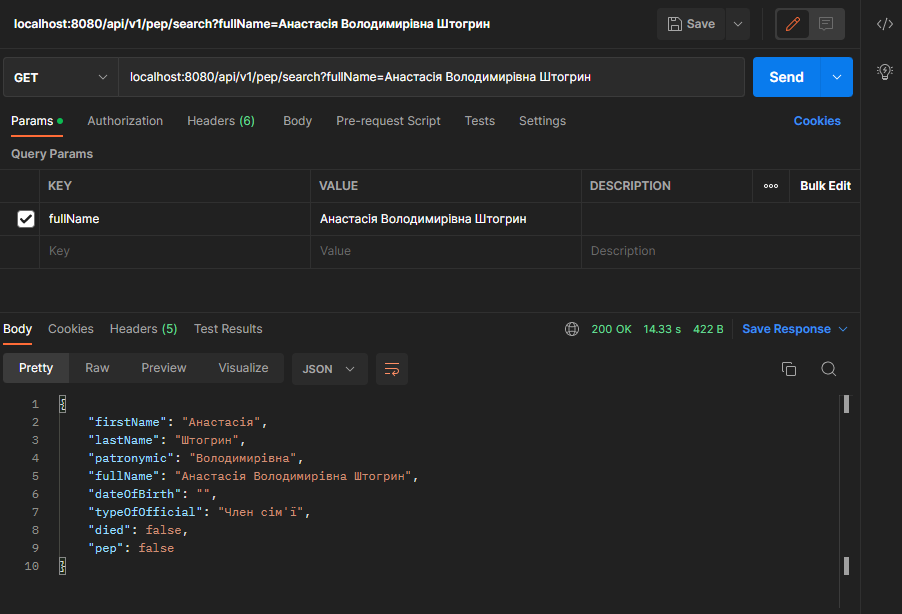 localhost:8080/api/v1/pep/search?fullName=Анастасія Володимирівна Штогрин
Save
GET
localhost:8080/api/v1/pep/search?fullName=Анастасія Володимирівна Штогрин
Send
Params Authorization Headers (6) Body Pre-request Script Tests Settings Cookies
Query Params
KEY VALUE DESCRIPTION Bulk Edit
fullName Анастасія Володимирівна Штогрин
Key Value Description
Body Cookies Headers (5) Test Results 200 OK 14.33 s 422 B Save Response
Pretty Raw Preview Visualize JSON
1 {
2 "firstName": "Анастасія",
3 "lastName": "Штогрин",
4 "patronymic": "Володимирівна",
5 "fullName": "Анастасія Володимирівна Штогрин",
6 "dateOfBirth": "",
7 "typeOfOfficial": "Член сім'ї",
8 "died": false,
9 "pep": false
10 }